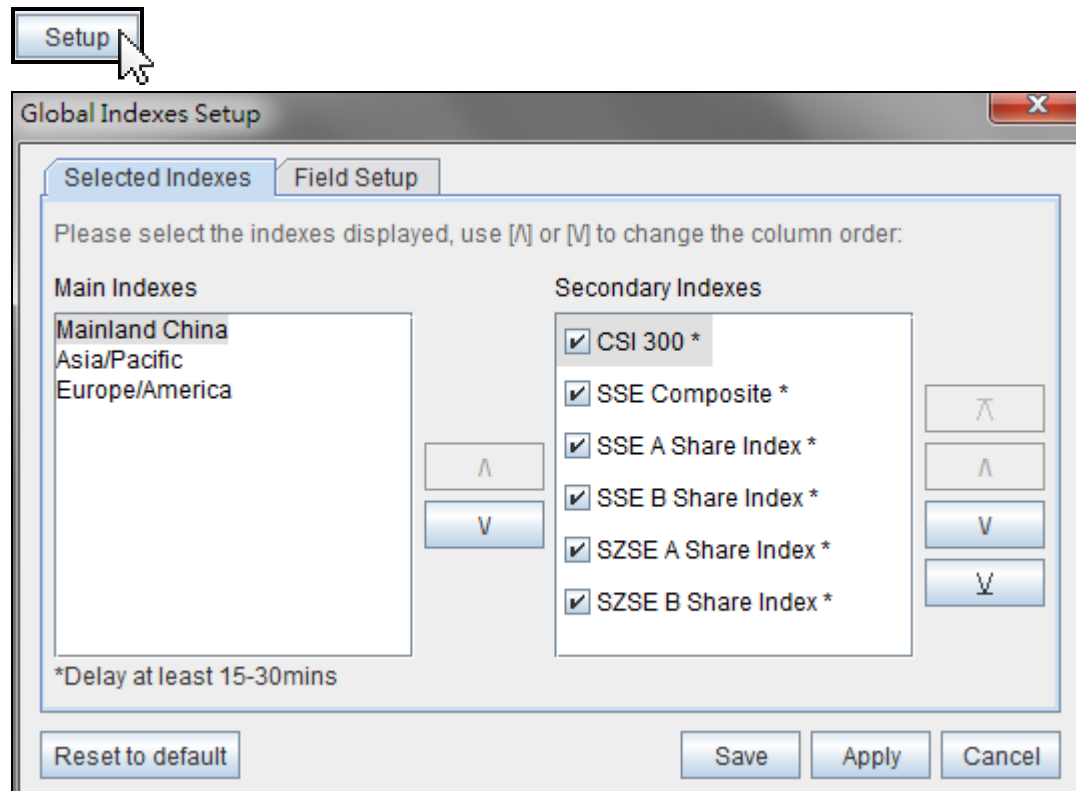 Setup
Global Indexes Setup
x
Selected Indexes Field Setup
Please select the indexes displayed, use [/\] or [\/] to change the column order:
Main Indexes
Mainland China
Asia/Pacific
Europe/America
Secondary Indexes
CSI 300 *
SSE Composite *
SSE A Share Index *
SSE B Share Index *
SZSE A Share Index *
SZSE B Share Index *
*Delay at least 15-30mins
Reset to default Save Apply Cancel